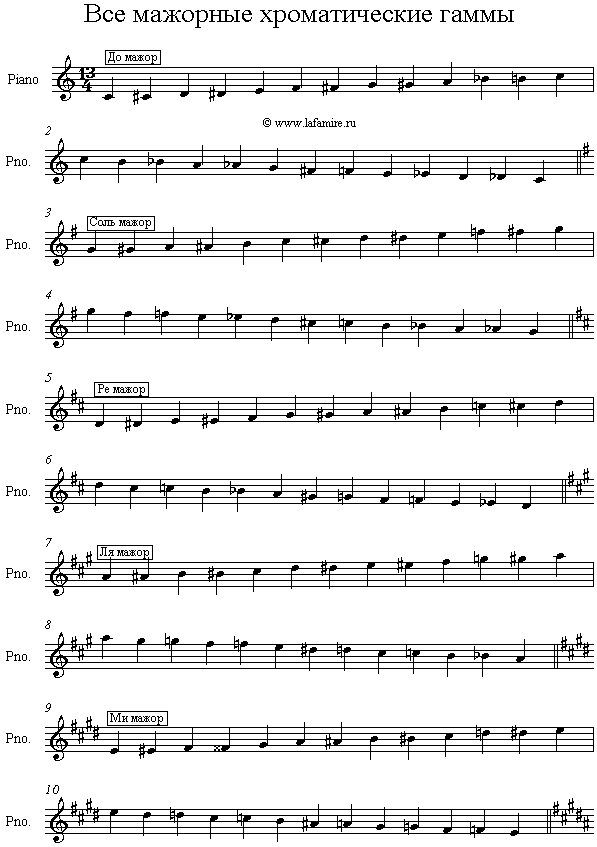 Все мажорные хроматические гаммы
До мажор
Piano
13
4
© www.lafamire.ru
2
Pno.
3
Соль мажор
Pno.
4
Pno.
5
Ре мажор
Pno.
6
Pno.
7
Ля мажор
Pno.
8
Pno.
9
Ми мажор
Pno.
10
Pno.